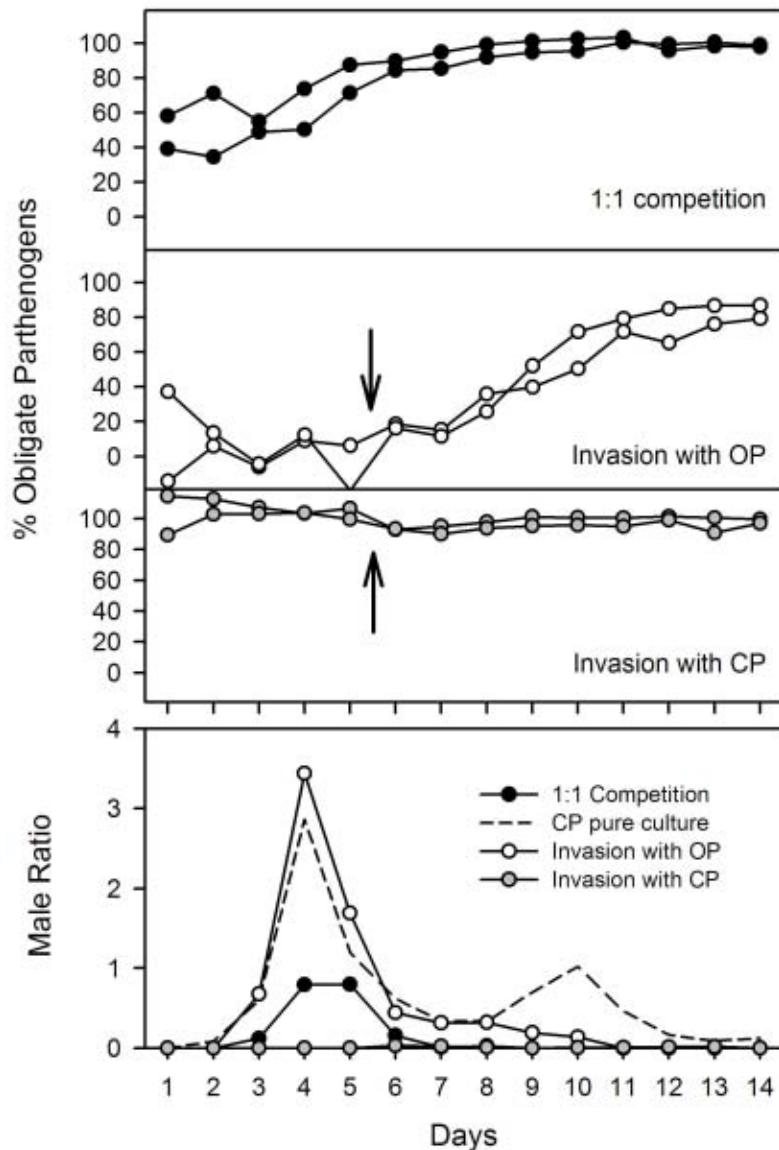 % Obligate Parthenogens
100
80
60
40
20
0
1:1 competition
100
80
60
40
20
0
Invasion with OP
100
80
60
40
20
0
Invasion with CP
Male Ratio
4
3
2
1
0
1:1 Competition
CP pure culture
Invasion with OP
Invasion with CP
1 2 3 4 5 6 7 8 9 10 11 12 13 14
Days